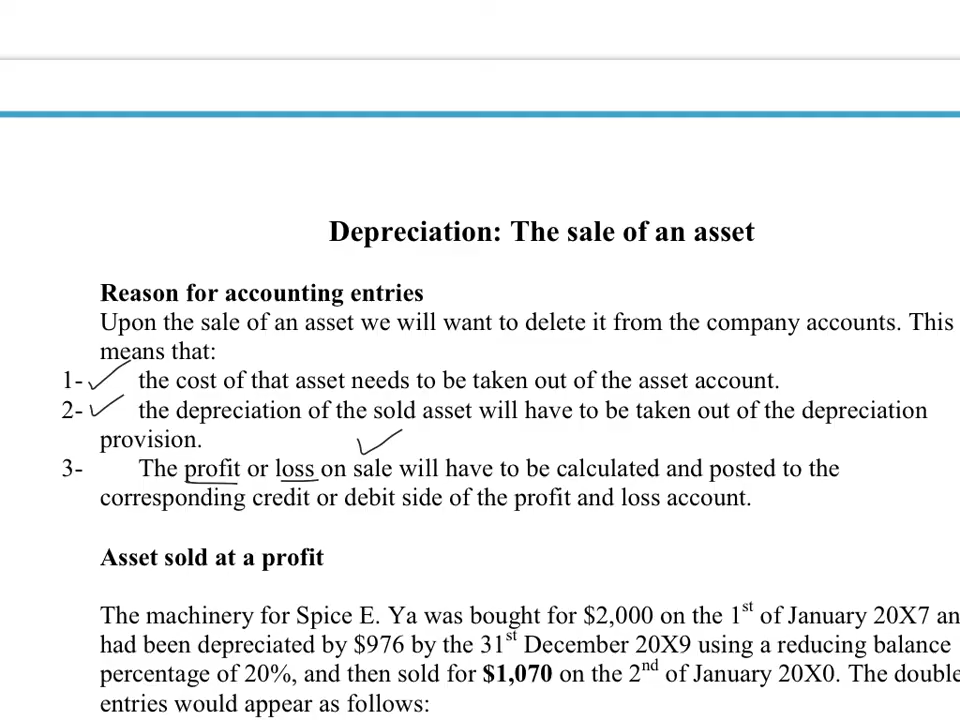 Depreciation: The sale of an asset
Reason for accounting entries
Upon the sale of an asset we will want to delete it from the company accounts. This
means that:
1- the cost of that asset needs to be taken out of the asset account.
2- the depreciation of the sold asset will have to be taken out of the depreciation
provision.
3- The profit or loss on sale will have to be calculated and posted to the
corresponding credit or debit side of the profit and loss account.
Asset sold at a profit
The machinery for Spice E. Ya was bought for $2,000 on the 1st of January 20X7 an
had been depreciated by $976 by the 31st December 20X9 using a reducing balance
percentage of 20%, and then sold for $1,070 on the 2nd of January 20X0. The double
entries would appear as follows: